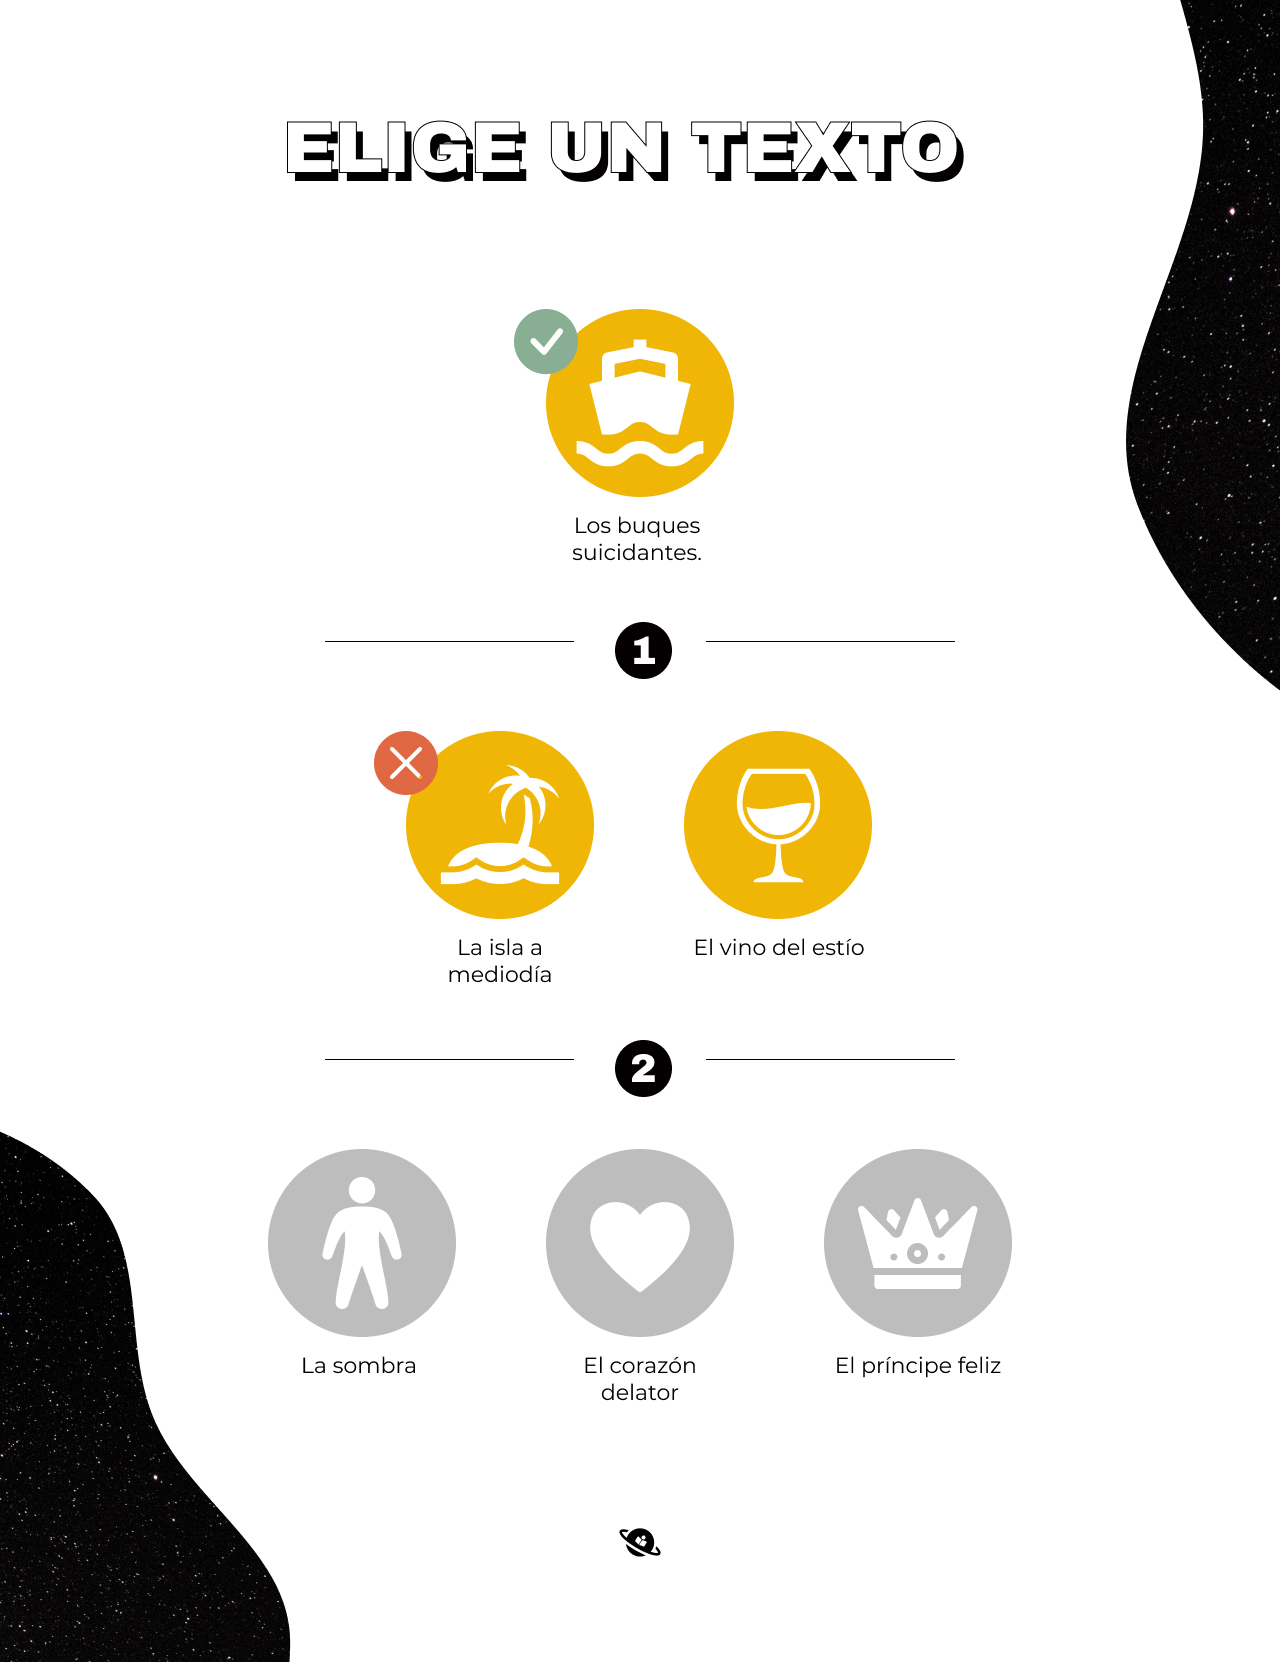 ELIGE UN TEXTO
Los buques
suicidantes.
1
La isla a
mediodía
El vino del estío
2
La sombra
El corazón
delator
El príncipe feliz